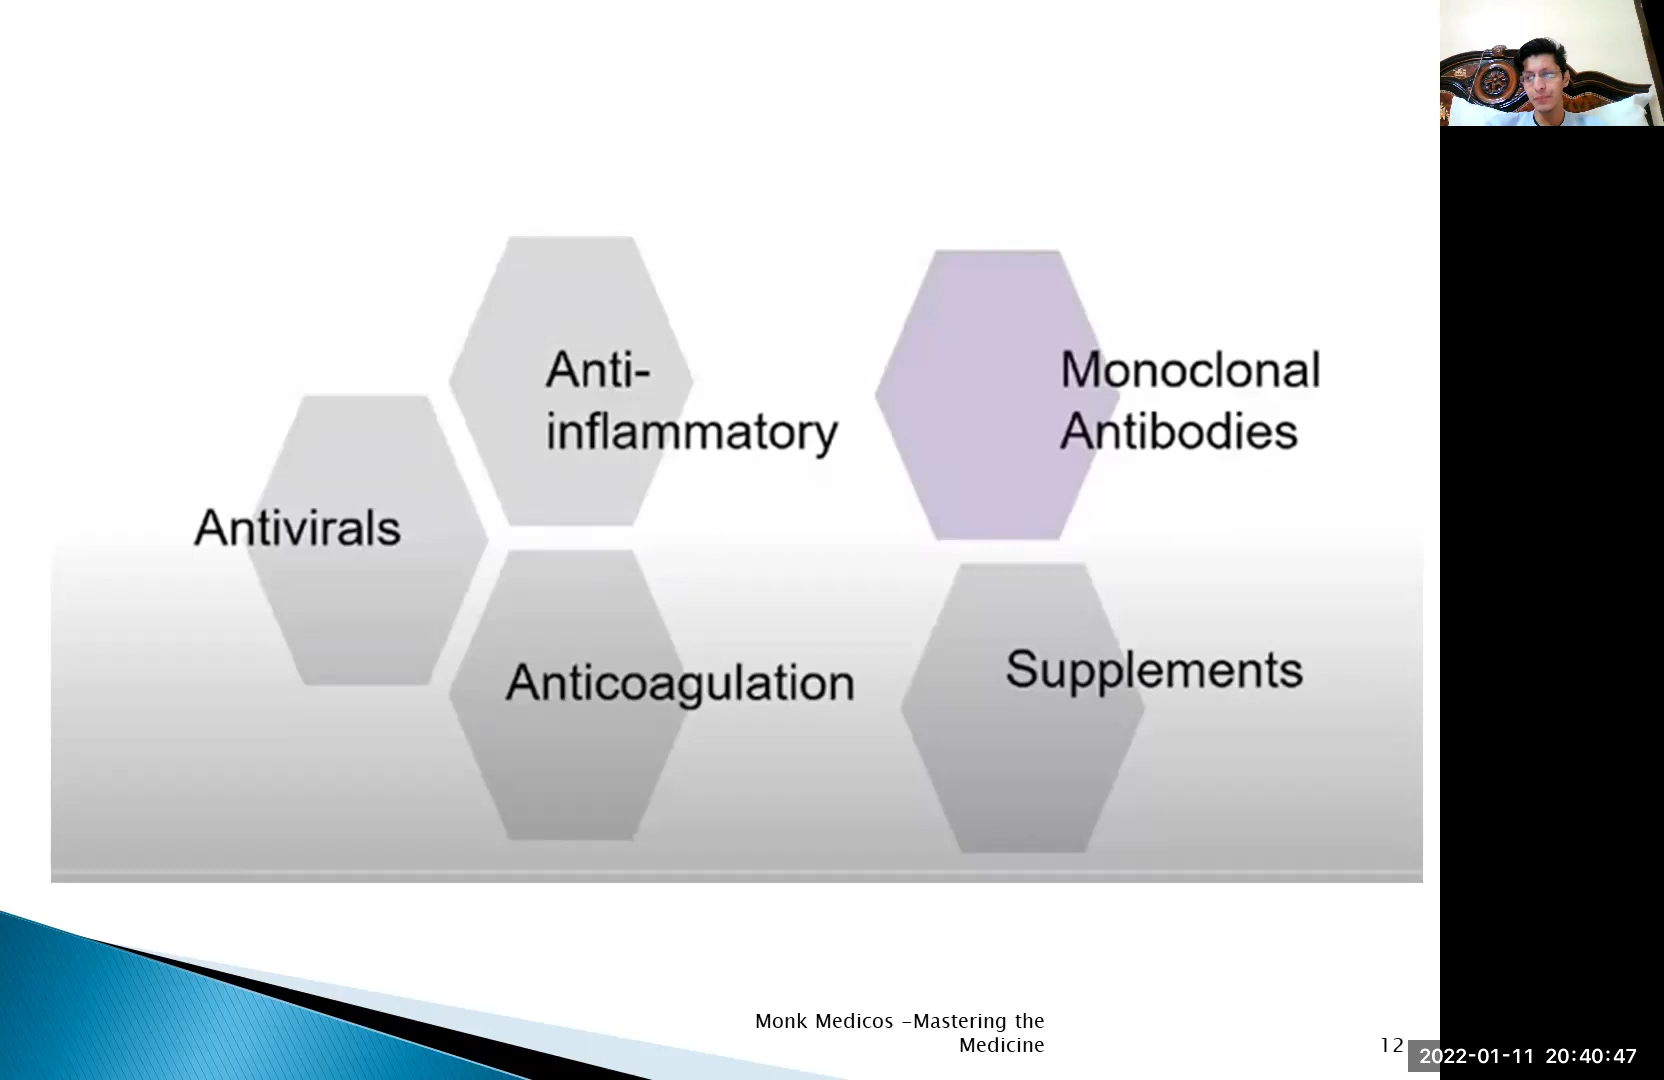 Anti-
inflammatory
Monoclonal
Antibodies
Antivirals
Anticoagulation
Supplements
Monk Medicos –Mastering the
Medicine
12
2022-01-11 20:40:47